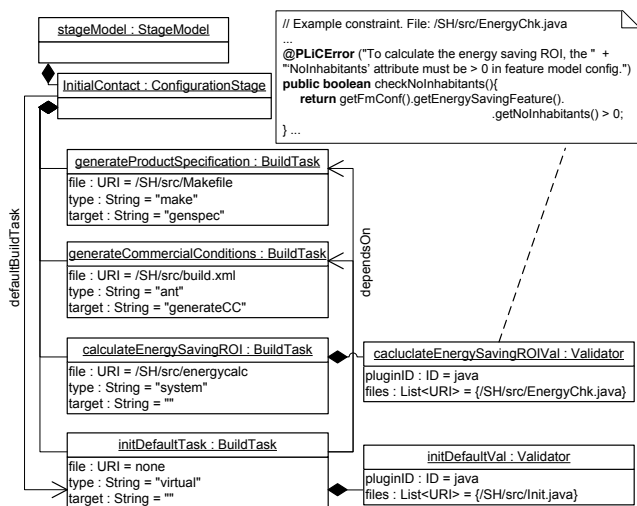 stageModel : StageModel
InitialContact : ConfigurationStage
// Example constraint. File: /SH/src/EnergyChk.java
...
@PLiCError ("To calculate the energy saving ROI, the " +
"'NoInhabitants' attribute must be > 0 in feature model config.")
public boolean checkNoInhabitants(){
return getFmConf().getEnergySavingFeature().
.getNoInhabitants() > 0;
} ...
defaultBuildTask
generateProductSpecification : BuildTask
file : URI = /SH/src/Makefile
type : String = "make"
target : String = "genspec"
dependsOn
generateCommercialConditions : BuildTask
file : URI = /SH/src/build.xml
type : String = "ant"
target : String = "generateCC"
calculateEnergySavingROI : BuildTask
file : URI = /SH/src/energycalc
type : String = "system"
target : String = ""
cacluclateEnergySavingROIVal : Validator
pluginID : ID = java
files : List<URI> = {/SH/src/EnergyChk.java}
initDefaultTask : BuildTask
file : URI = none
type : String = "virtual"
target : String = ""
initDefaultVal : Validator
pluginID : ID = java
files : List<URI> = {/SH/src/Init.java}